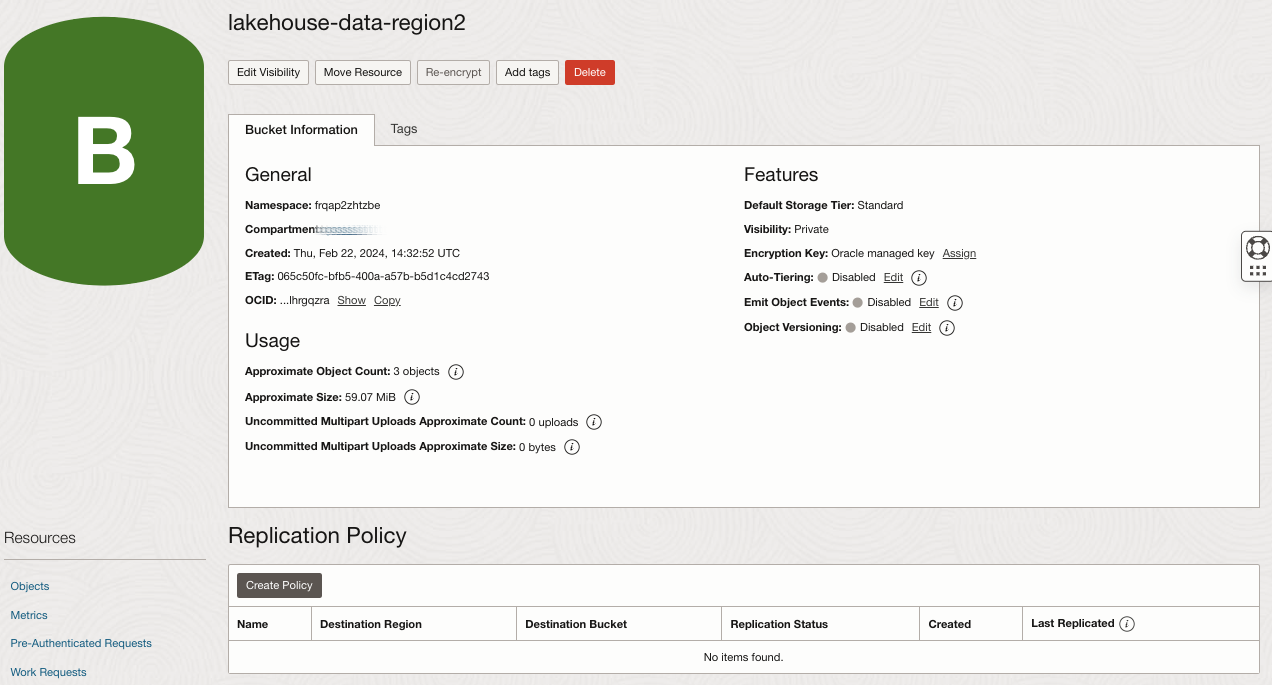 B
lakehouse-data-region2
Edit Visibility Move Resource Re-encrypt Add tags Delete
Bucket Information Tags
General
Namespace: frqap2zhtzbe
Compartment:
Created: Thu, Feb 22, 2024, 14:32:52 UTC
ETag: 065c50fc-bfb5-400a-a57b-b5d1c4cd2743
OCID: ...lhrgqzra Show Copy
Usage
Approximate Object Count: 3 objects i
Approximate Size: 59.07 MiB i
Uncommitted Multipart Uploads Approximate Count: 0 uploads i
Uncommitted Multipart Uploads Approximate Size: 0 bytes i
Features
Default Storage Tier: Standard
Visibility: Private
Encryption Key: Oracle managed key Assign
Auto-Tiering: Disabled Edit i
Emit Object Events: Disabled Edit i
Object Versioning: Disabled Edit i
Resources
Objects
Metrics
Pre-Authenticated Requests
Work Requests
Replication Policy
Create Policy
Name Destination Region Destination Bucket Replication Status Created Last Replicated i
No items found.